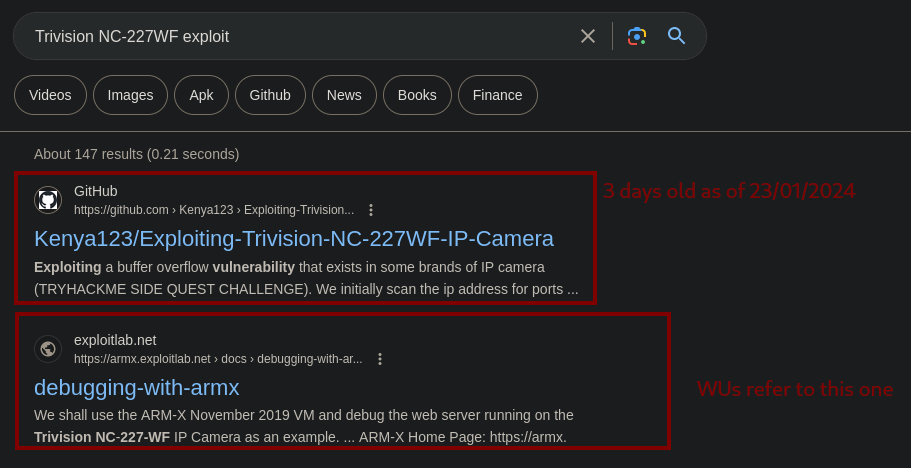 Trivision NC-227WF exploit
Videos
Images
Apk
Github
News
Books
Finance
About 147 results (0.21 seconds)
GitHub
https://github.com › Kenya123 › Exploiting-Trivision...
Kenya123/Exploiting-Trivision-NC-227WF-IP-Camera
Exploiting a buffer overflow vulnerability that exists in some brands of IP camera
(TRYHACKME SIDE QUEST CHALLENGE). We initially scan the ip address for ports ...
3 days old as of 23/01/2024
exploitlab.net
https://armx.exploitlab.net › docs › debugging-with-ar...
debugging-with-armx
We shall use the ARM-X November 2019 VM and debug the web server running on the
Trivision NC-227-WF IP Camera as an example. ... ARM-X Home Page: https://armx.
WUs refer to this one